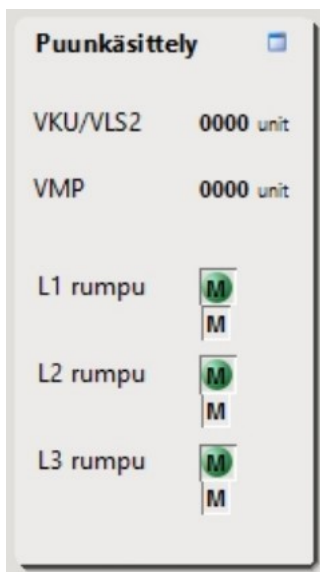 Puunkäsittely
VKU/VLS2 0000 unit
VMP 0000 unit
L1 rumpu M
M
L2 rumpu M
M
L3 rumpu M
M